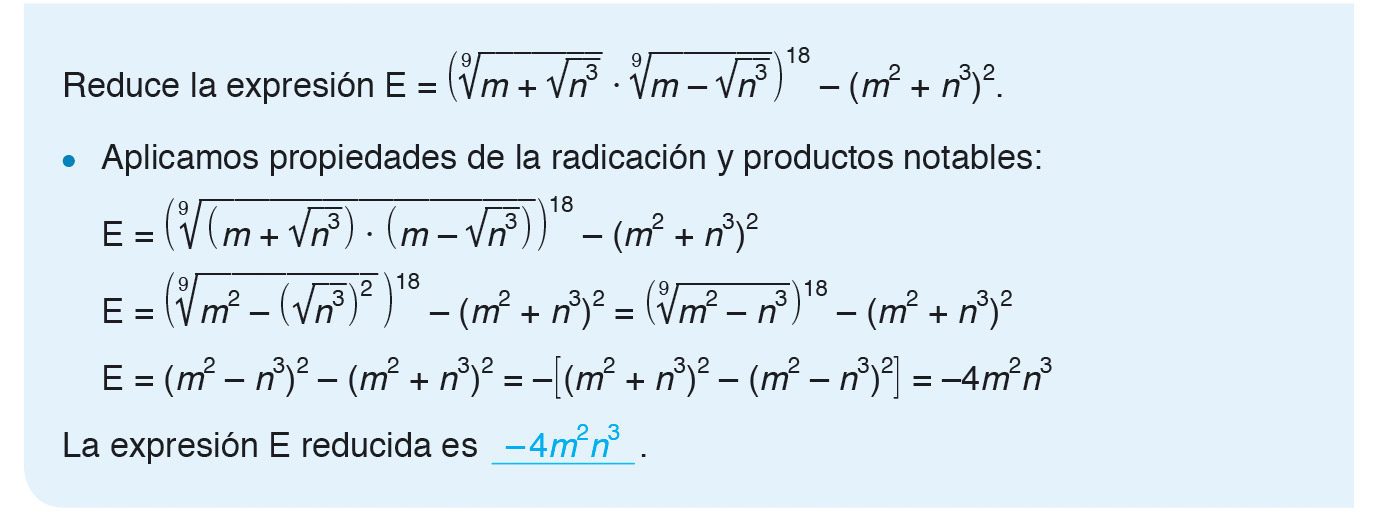 Reduce la expresión E = (⁹√(m + √n³) · ⁹√(m − √n³))¹⁸ − (m² + n³)².
• Aplicamos propiedades de la radicación y productos notables:
E = (⁹√((m + √n³) · (m − √n³)))¹⁸ − (m² + n³)²
E = (⁹√(m² − (√n³)²))¹⁸ − (m² + n³)² = (⁹√(m² − n³))¹⁸ − (m² + n³)²
E = (m² − n³)² − (m² + n³)² = −[(m² + n³)² − (m² − n³)²] = −4m²n³
La expresión E reducida es −4m²n³.